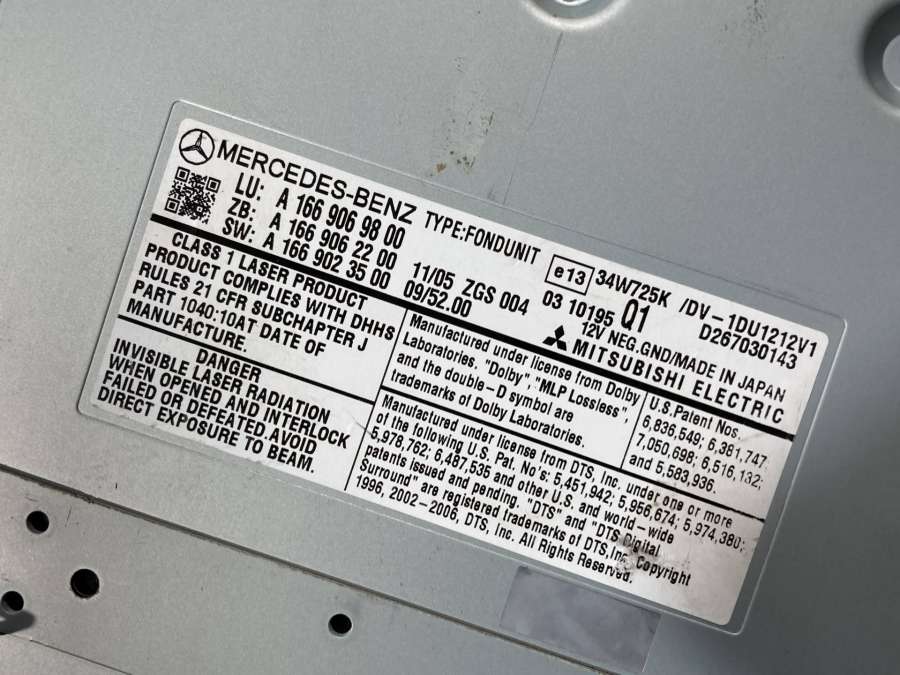 MERCEDES-BENZ TYPE:FONDUNIT e13 34W725K /DV-1DU1212V1
LU: A 166 906 98 00 03 10195 Q1 D267030143
ZB: A 166 906 22 00 11/05 ZGS 004 12V NEG.GND/MADE IN JAPAN
SW: A 166 902 35 00 09/52.00 MITSUBISHI ELECTRIC
CLASS 1 LASER PRODUCT
PRODUCT COMPLIES WITH DHHS
RULES 21 CFR SUBCHAPTER J
PART 1040:10AT DATE OF
MANUFACTURE.
DANGER
INVISIBLE LASER RADIATION
WHEN OPENED AND INTERLOCK
FAILED OR DEFEATED.AVOID
DIRECT EXPOSURE TO BEAM.
Manufactured under license from Dolby
Laboratories. "Dolby", "MLP Lossless",
and the double-D symbol are
trademarks of Dolby Laboratories.
U.S.Patent Nos.
6,836,549; 6,381,747;
7,050,698; 6,516,132;
and 5,583,936.
Manufactured under license from DTS, Inc. under one or more
of the following U.S. Pat. No's: 5,451,942; 5,956,674; 5,974,380;
5,978,762; 6,487,535 and other U.S. and world-wide
patents issued and pending. "DTS" and "DTS Digital
Surround" are registered trademarks of DTS,Inc. Copyright
1996, 2002-2006, DTS, Inc. All Rights Reserved.